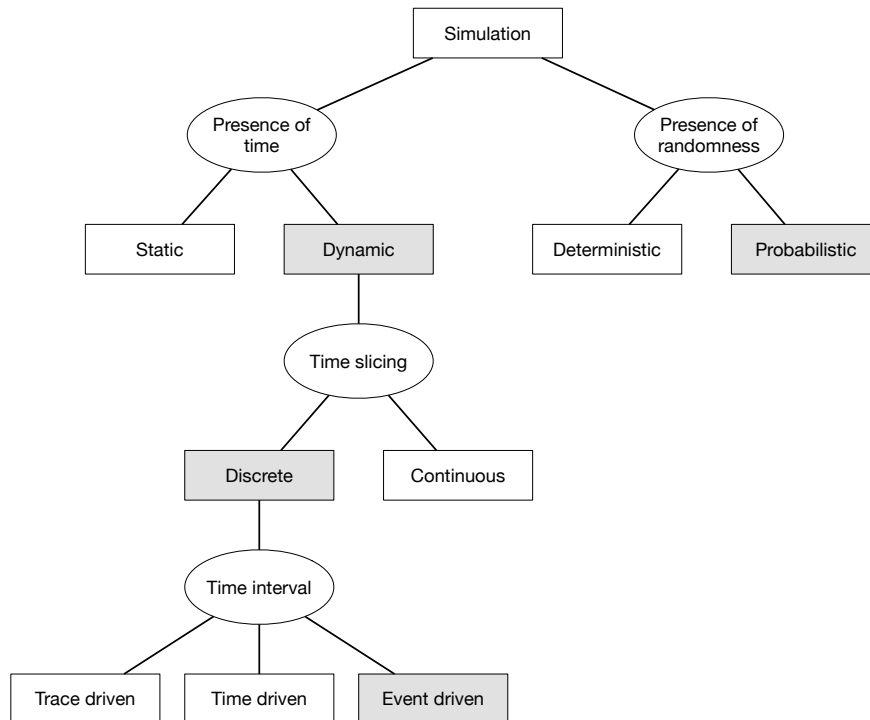 Simulation
Presence of
time
Presence of
randomness
Static
Dynamic
Deterministic
Probabilistic
Time slicing
Discrete
Continuous
Time interval
Trace driven
Time driven
Event driven